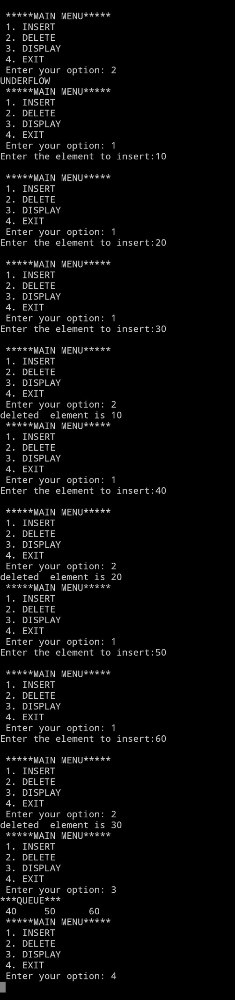 *****MAIN MENU*****
1. INSERT
2. DELETE
3. DISPLAY
4. EXIT
Enter your option: 2
UNDERFLOW
*****MAIN MENU*****
1. INSERT
2. DELETE
3. DISPLAY
4. EXIT
Enter your option: 1
Enter the element to insert:10
*****MAIN MENU*****
1. INSERT
2. DELETE
3. DISPLAY
4. EXIT
Enter your option: 1
Enter the element to insert:20
*****MAIN MENU*****
1. INSERT
2. DELETE
3. DISPLAY
4. EXIT
Enter your option: 1
Enter the element to insert:30
*****MAIN MENU*****
1. INSERT
2. DELETE
3. DISPLAY
4. EXIT
Enter your option: 2
deleted  element is 10
*****MAIN MENU*****
1. INSERT
2. DELETE
3. DISPLAY
4. EXIT
Enter your option: 1
Enter the element to insert:40
*****MAIN MENU*****
1. INSERT
2. DELETE
3. DISPLAY
4. EXIT
Enter your option: 2
deleted  element is 20
*****MAIN MENU*****
1. INSERT
2. DELETE
3. DISPLAY
4. EXIT
Enter your option: 1
Enter the element to insert:50
*****MAIN MENU*****
1. INSERT
2. DELETE
3. DISPLAY
4. EXIT
Enter your option: 1
Enter the element to insert:60
*****MAIN MENU*****
1. INSERT
2. DELETE
3. DISPLAY
4. EXIT
Enter your option: 2
deleted  element is 30
*****MAIN MENU*****
1. INSERT
2. DELETE
3. DISPLAY
4. EXIT
Enter your option: 3
***QUEUE***
40     50      60
*****MAIN MENU*****
1. INSERT
2. DELETE
3. DISPLAY
4. EXIT
Enter your option: 4